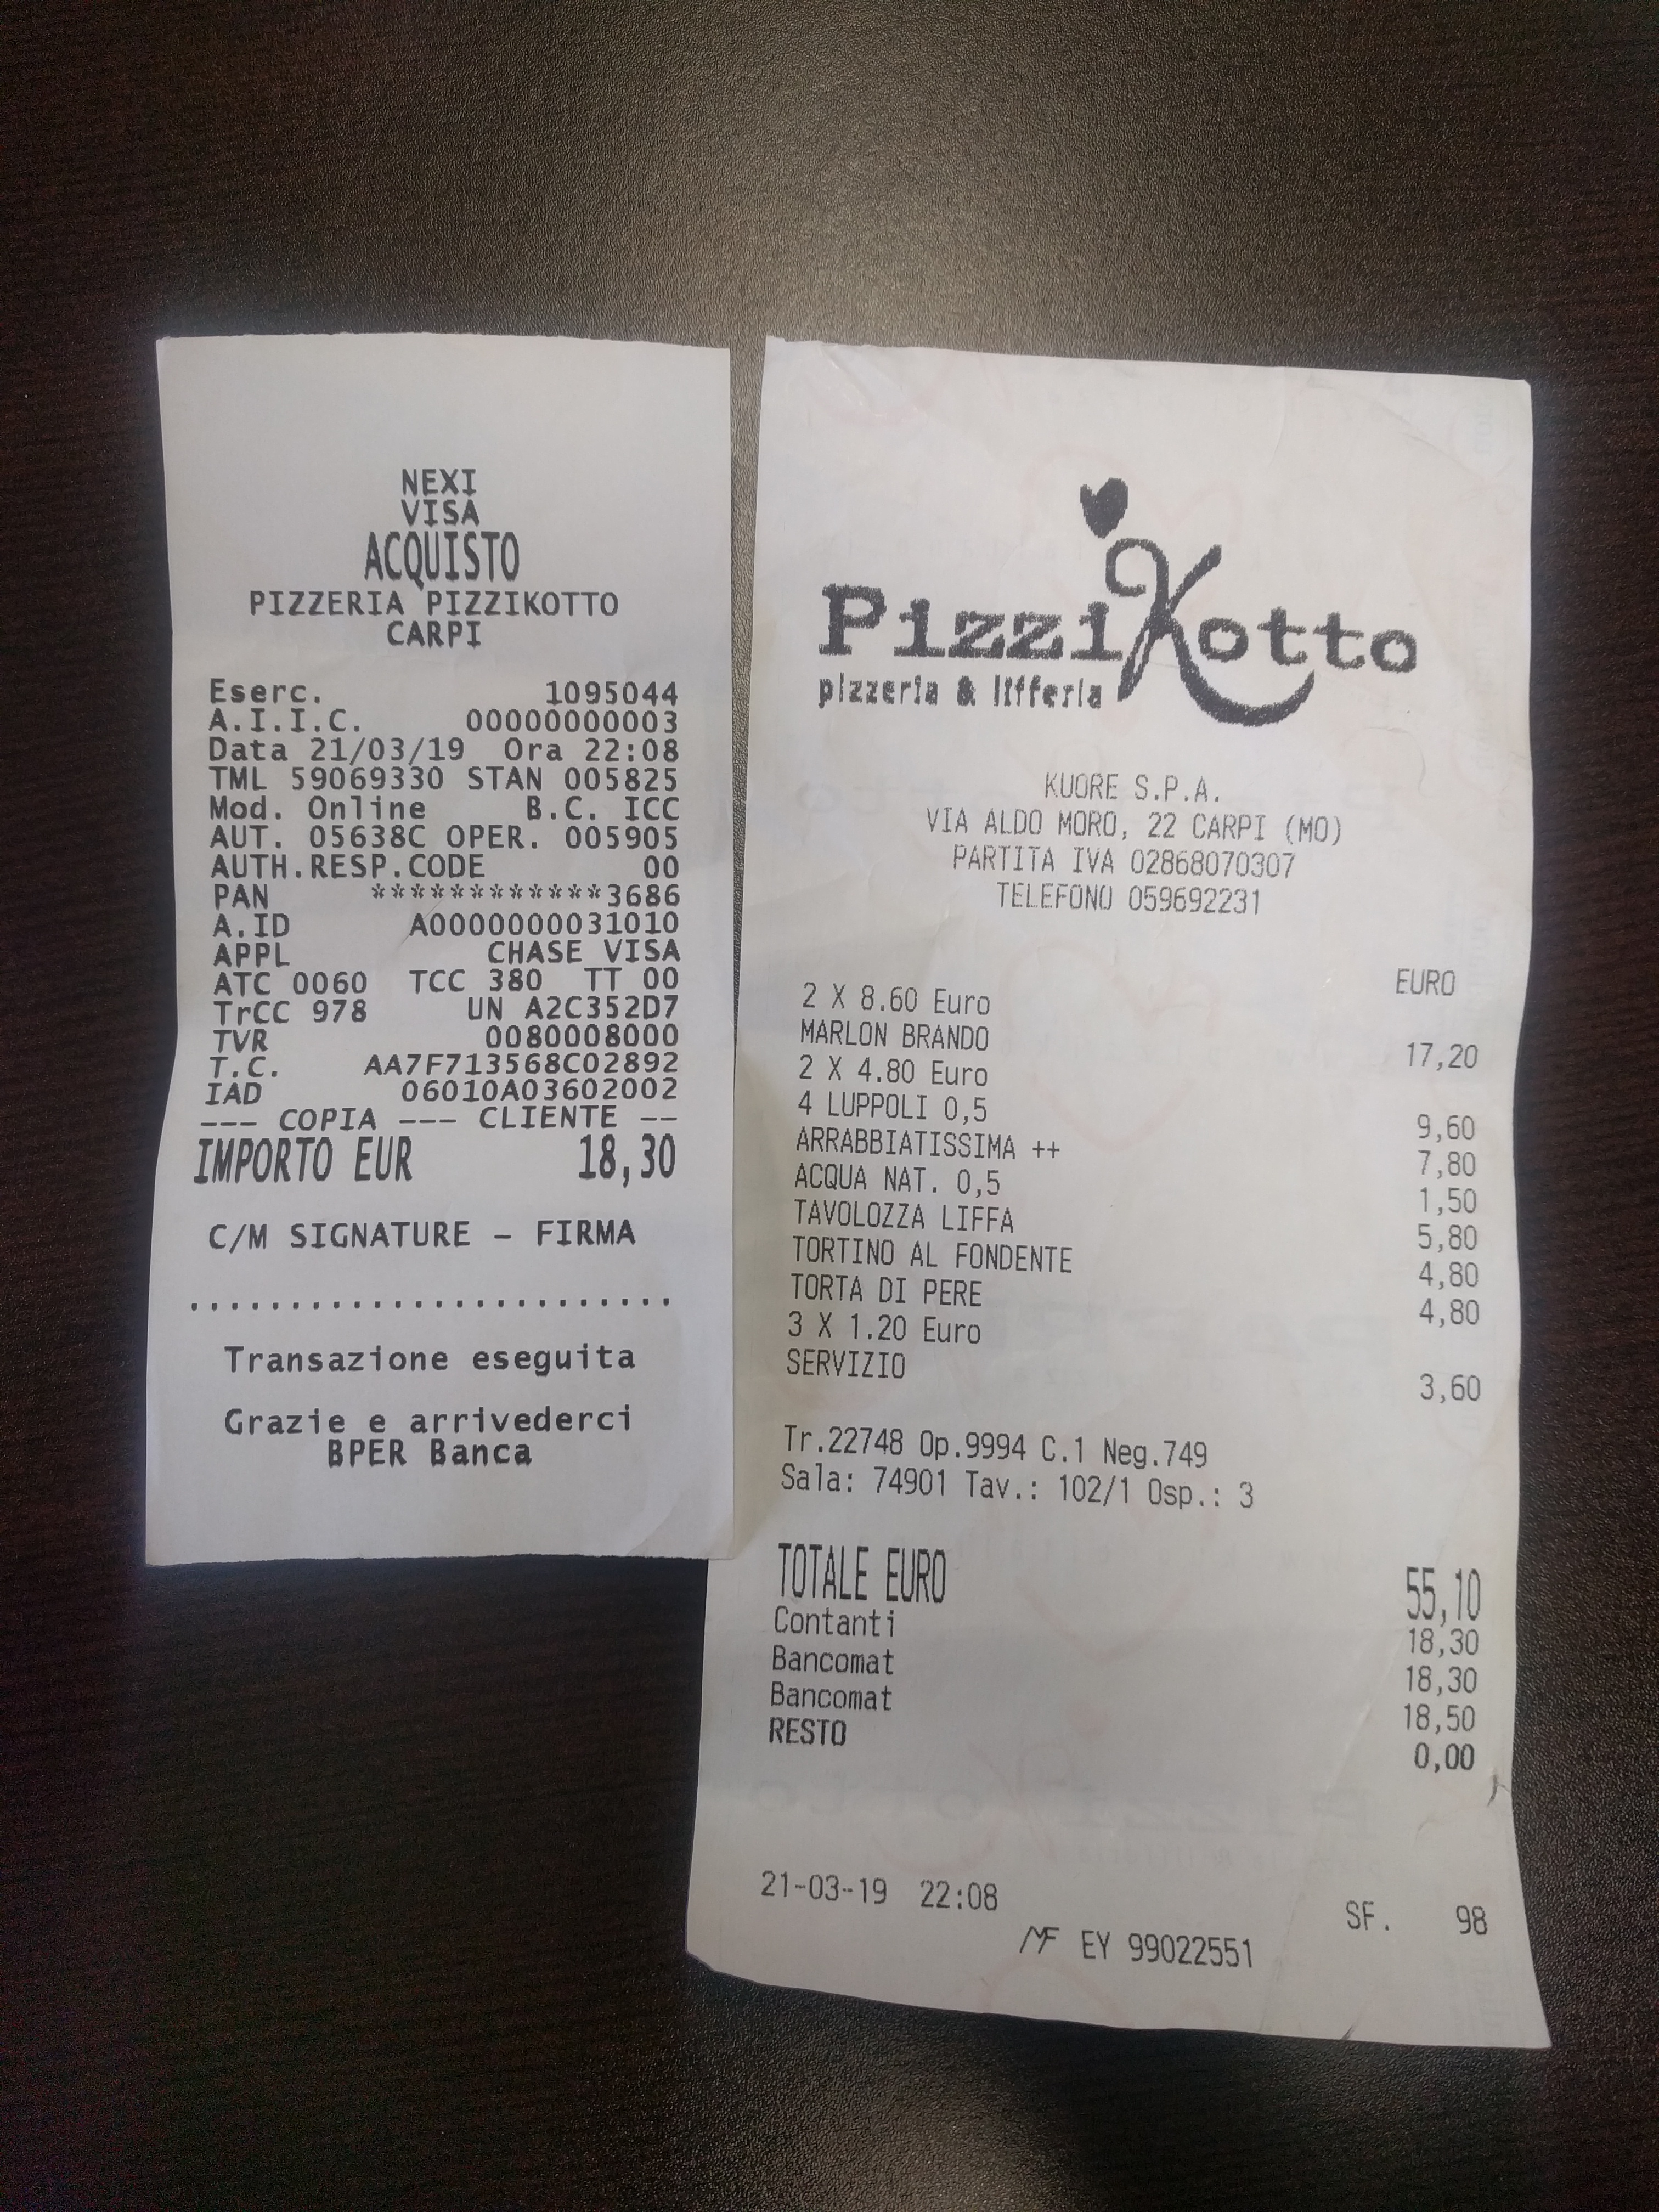 NEXI
VISA
ACQUISTO
PIZZERIA PIZZIKOTTO
CARPI
Eserc. 1095044
A.I.I.C. 00000000003
Data 21/03/19 Ora 22:08
TML 59069330 STAN 005825
Mod. Online B.C. ICC
AUT. 05638C OPER. 005905
AUTH.RESP.CODE 00
PAN ************3686
A.ID A0000000031010
APPL CHASE VISA
ATC 0060 TCC 380 TT 00
TrCC 978 UN A2C352D7
TVR 0080008000
T.C. AA7F713568C02892
IAD 06010A03602002
--- COPIA --- CLIENTE --
IMPORTO EUR 18,30
C/M SIGNATURE - FIRMA
........................
Transazione eseguita
Grazie e arrivederci
BPER Banca
PizziKotto
pizzeria & lifferia
KUORE S.P.A.
VIA ALDO MORO, 22 CARPI (MO)
PARTITA IVA 02868070307
TELEFONO 059692231
EURO
2 X 8.60 Euro
MARLON BRANDO 17,20
2 X 4.80 Euro
4 LUPPOLI 0,5 9,60
ARRABBIATISSIMA ++ 7,80
ACQUA NAT. 0,5 1,50
TAVOLOZZA LIFFA 5,80
TORTINO AL FONDENTE 4,80
TORTA DI PERE 4,80
3 X 1.20 Euro
SERVIZIO 3,60
Tr.22748 Op.9994 C.1 Neg.749
Sala: 74901 Tav.: 102/1 Osp.: 3
TOTALE EURO 55,10
Contanti 18,30
Bancomat 18,30
Bancomat 18,50
RESTO 0,00
21-03-19 22:08 SF. 98
MF EY 99022551